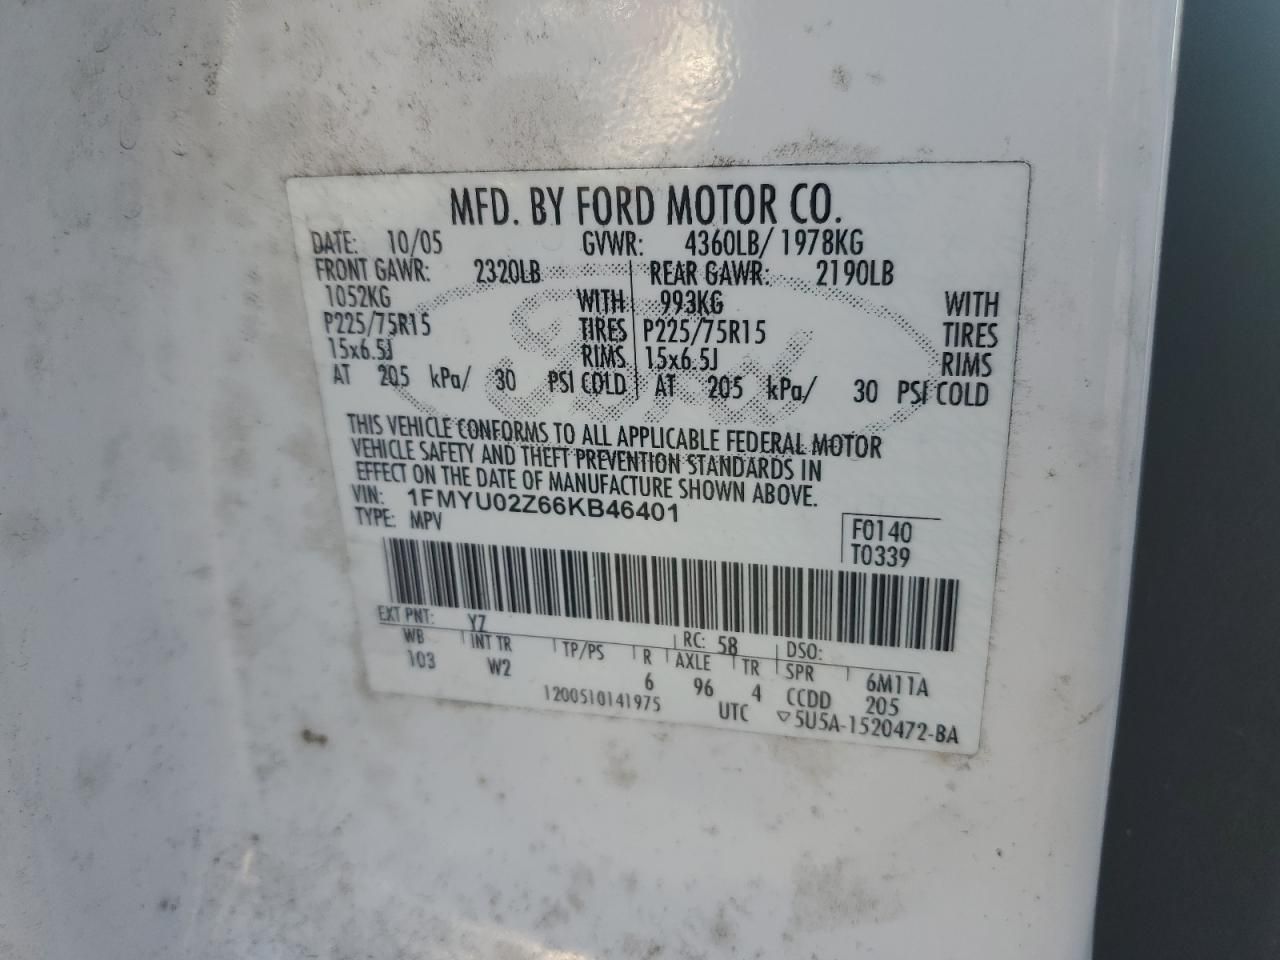 MFD. BY FORD MOTOR CO.
DATE: 10/05 GVWR: 4360LB/ 1978KG
FRONT GAWR: 2320LB REAR GAWR: 2190LB
1052KG WITH 993KG WITH
P225/75R15 TIRES P225/75R15 TIRES
15x6.5J RIMS 15x6.5J RIMS
AT 205 kPa/ 30 PSI COLD AT 205 kPa/ 30 PSI COLD
THIS VEHICLE CONFORMS TO ALL APPLICABLE FEDERAL MOTOR
VEHICLE SAFETY AND THEFT PREVENTION STANDARDS IN
EFFECT ON THE DATE OF MANUFACTURE SHOWN ABOVE.
VIN: 1FMYU02Z66KB46401
TYPE: MPV
F0140
T0339
EXT PNT: YZ RC: 58 DSO:
WB INT TR TP/PS R AXLE TR SPR 6M11A
103 W2 6 96 4 CCDD 205
1200510141975 UTC ▽5U5A-1520472-BA
Ford